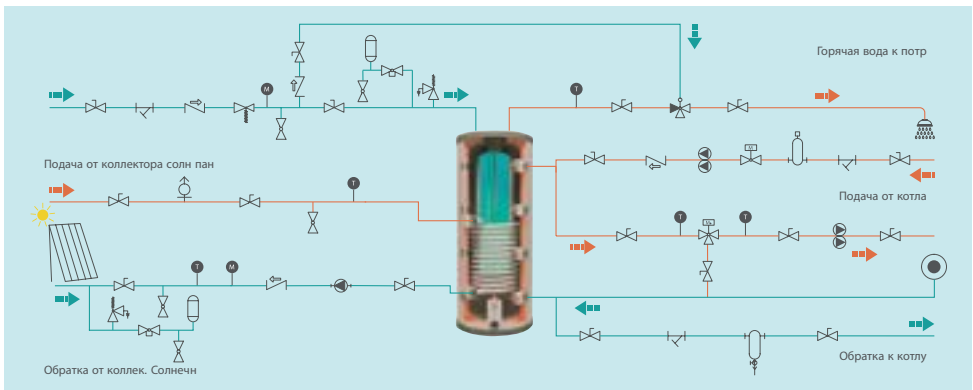 M
T
Горячая вода к потр
Подача от коллектора солн пан
M
T
Подача от котла
T
M
T
T
M
Обратка от коллек. Солнечн
Обратка к котлу